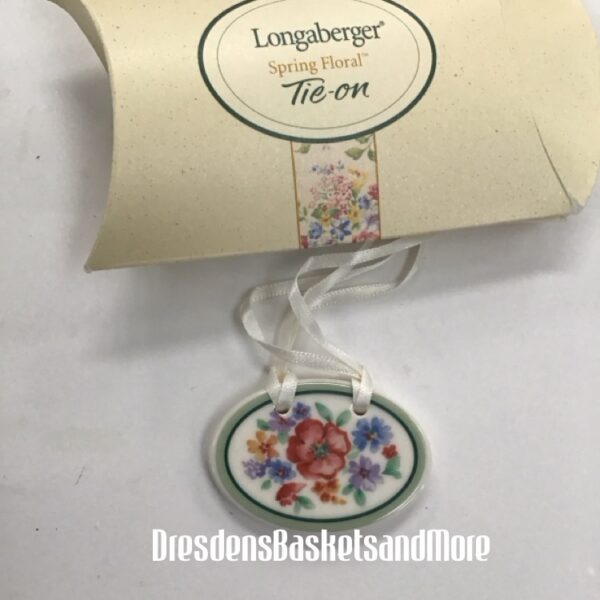 Longaberger®
Spring Floral™
Tie-on
DresdensBasketsandMore